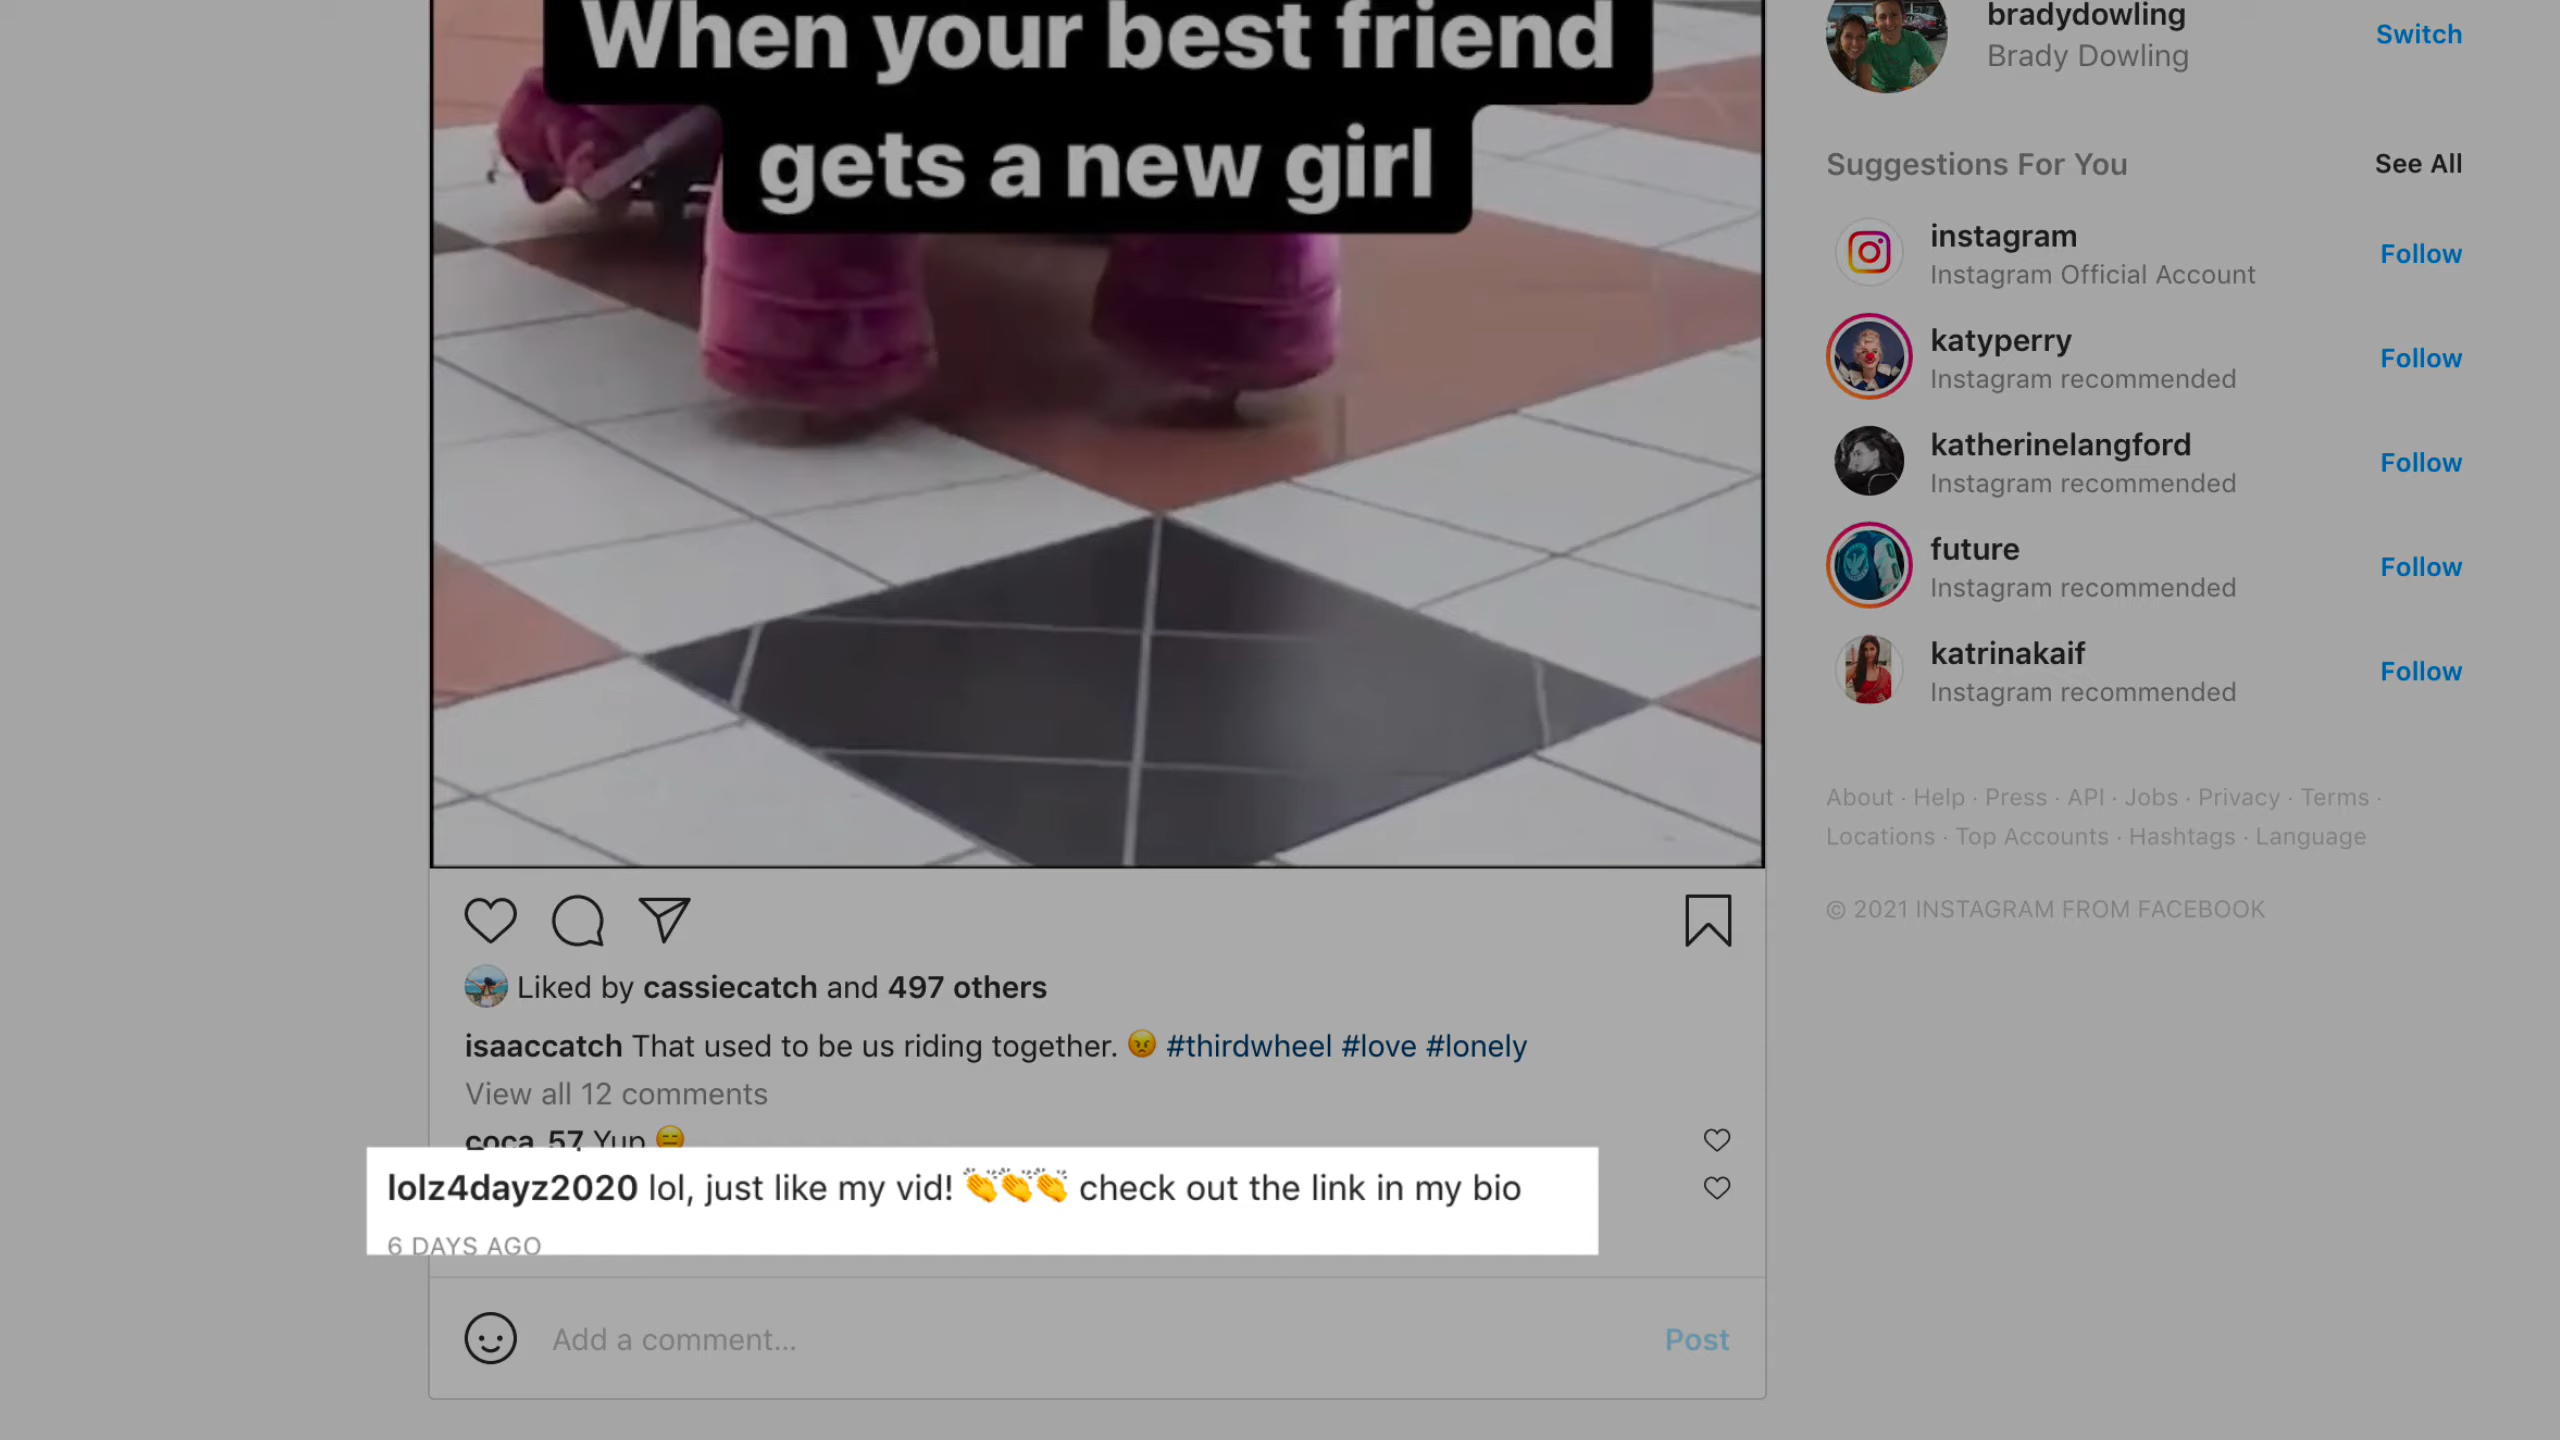 When your best friend
gets a new girl
bradydowling
Brady Dowling
Switch
Suggestions For You
See All
instagram
Instagram Official Account
Follow
katyperry
Instagram recommended
Follow
katherinelangford
Instagram recommended
Follow
future
Instagram recommended
Follow
katrinakaif
Instagram recommended
Follow
About · Help · Press · API · Jobs · Privacy · Terms ·
Locations · Top Accounts · Hashtags · Language
© 2021 INSTAGRAM FROM FACEBOOK
Liked by cassiecatch and 497 others
isaaccatch That used to be us riding together. 😠 #thirdwheel #love #lonely
View all 12 comments
coca_57 Yup 😑
lolz4dayz2020 lol, just like my vid! 👏👏👏 check out the link in my bio
6 DAYS AGO
Add a comment...
Post